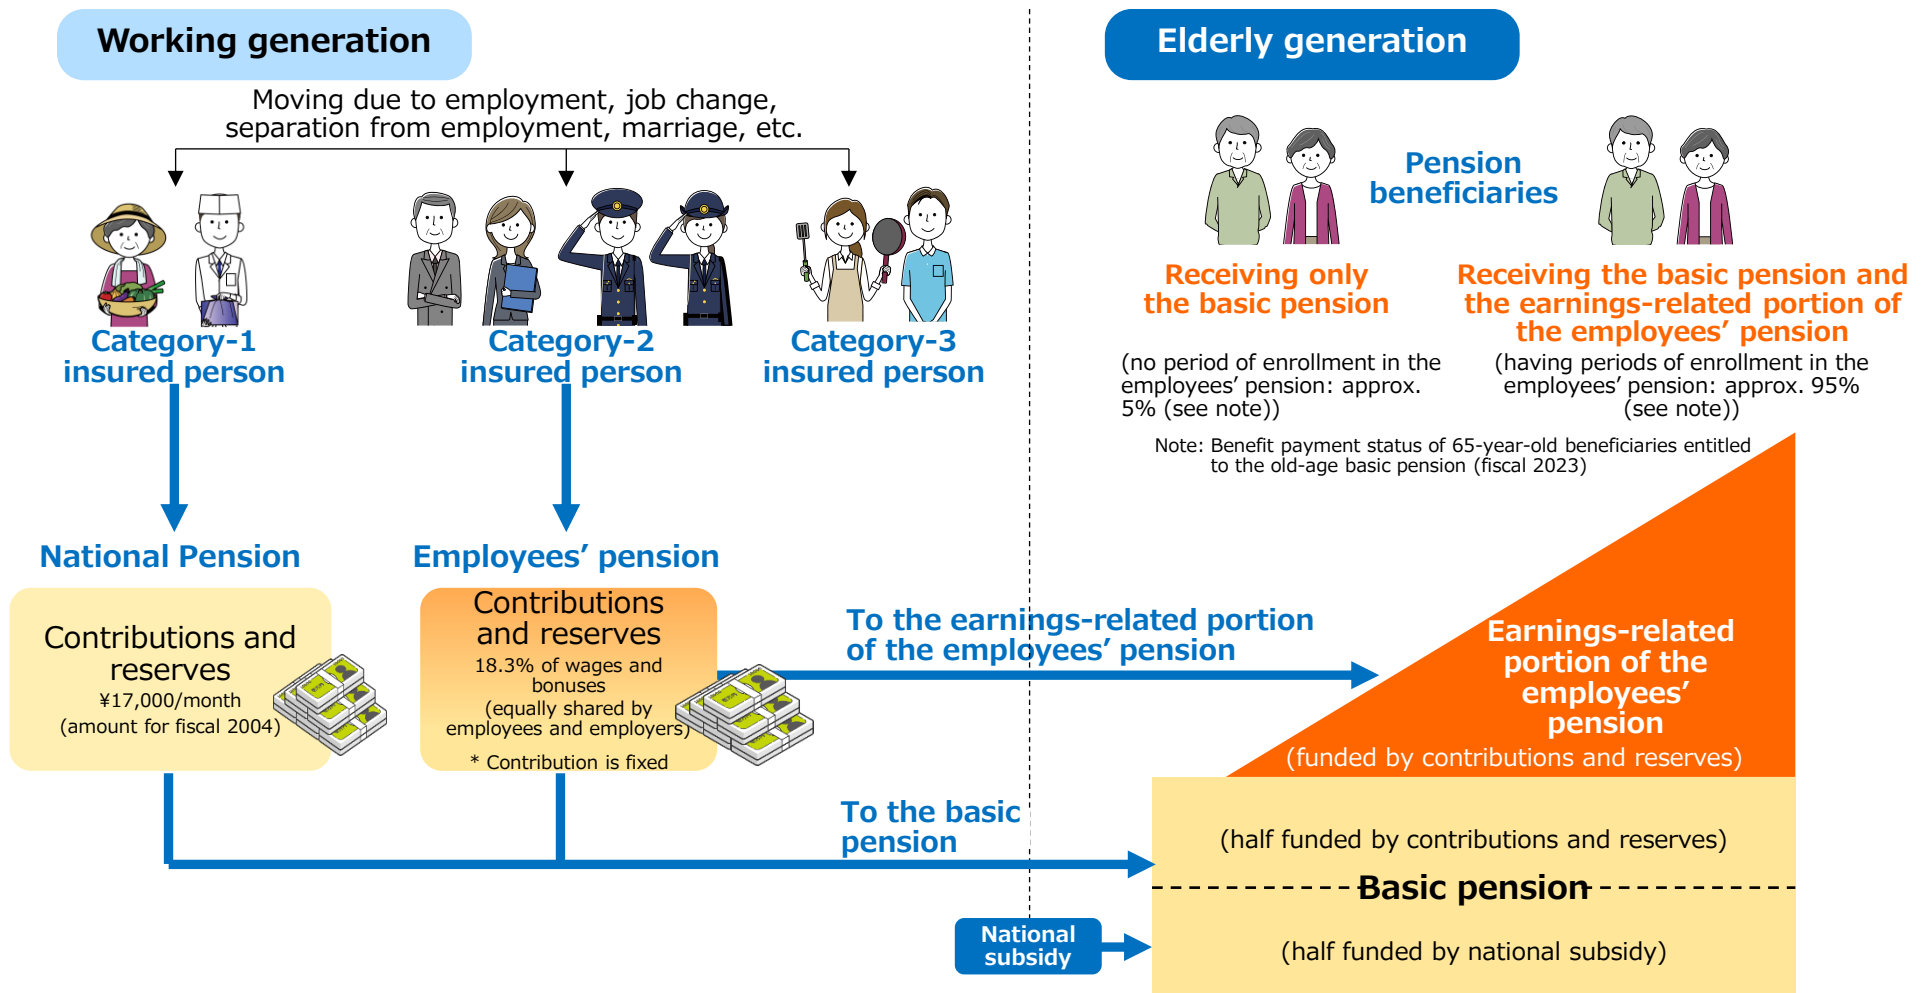 Working generation
Elderly generation
Moving due to employment, job change,
separation from employment, marriage, etc.
Pension
beneficiaries
Category-1
insured person
Category-2
insured person
Category-3
insured person
Receiving only
the basic pension
(no period of enrollment in the
employees’ pension: approx.
5% (see note))
Receiving the basic pension and
the earnings-related portion of
the employees’ pension
(having periods of enrollment in the
employees’ pension: approx. 95%
(see note))
Note: Benefit payment status of 65-year-old beneficiaries entitled
to the old-age basic pension (fiscal 2023)
National Pension
Contributions and
reserves
¥17,000/month
(amount for fiscal 2004)
Employees’ pension
Contributions
and reserves
18.3% of wages and
bonuses
(equally shared by
employees and employers)
* Contribution is fixed
To the earnings-related portion
of the employees’ pension
Earnings-related
portion of the
employees’
pension
(funded by contributions and reserves)
To the basic
pension
(half funded by contributions and reserves)
Basic pension
National
subsidy
(half funded by national subsidy)